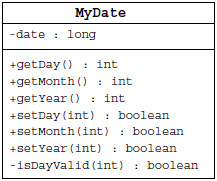 MyDate
-date : long
+getDay() : int
+getMonth() : int
+getYear() : int
+setDay(int) : boolean
+setMonth(int) : boolean
+setYear(int) : boolean
-isDayValid(int) : boolean